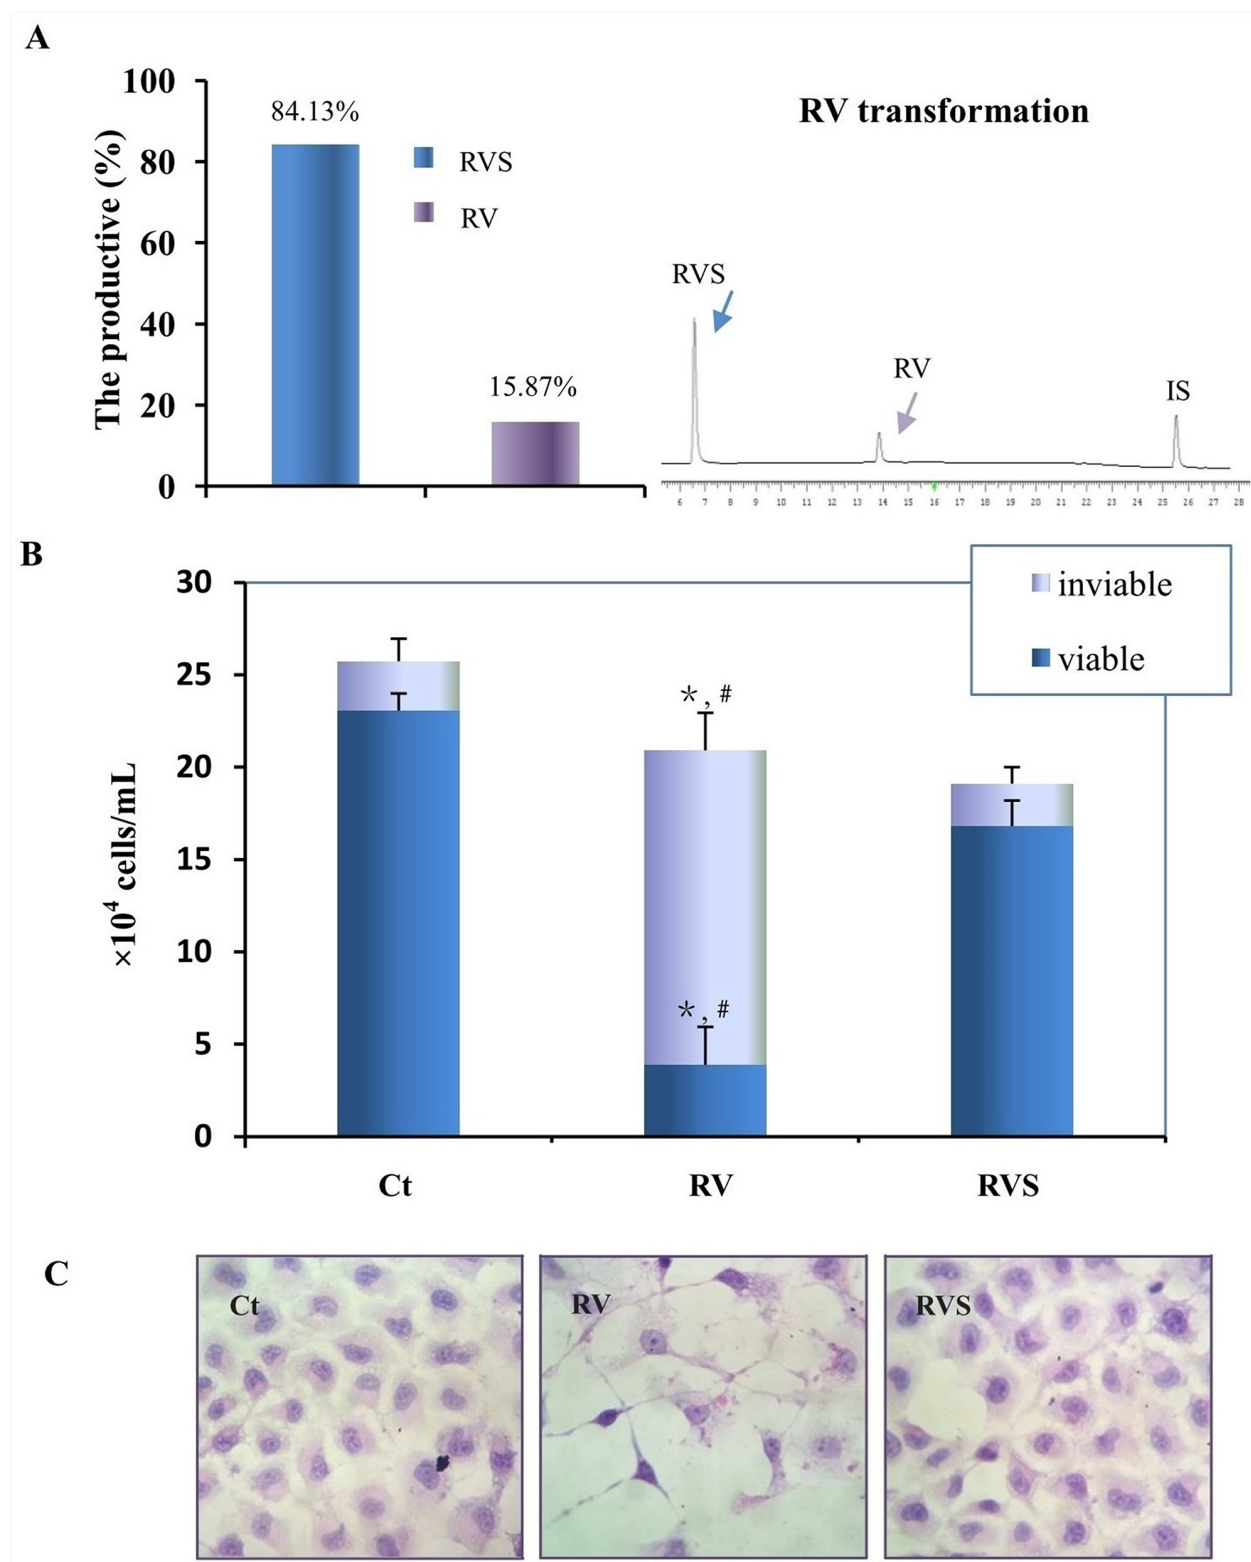 A
100
80
60
40
20
0
The productive (%)
84.13%
15.87%
RVS
RV
RV transformation
RVS
RV
IS
6 7 8 9 10 11 12 13 14 15 16 17 18 19 20 21 22 23 24 25 26 27 28
B
30
25
20
15
10
5
0
×10⁴ cells/mL
inviable
viable
*, #
*, #
Ct RV RVS
C
Ct
RV
RVS